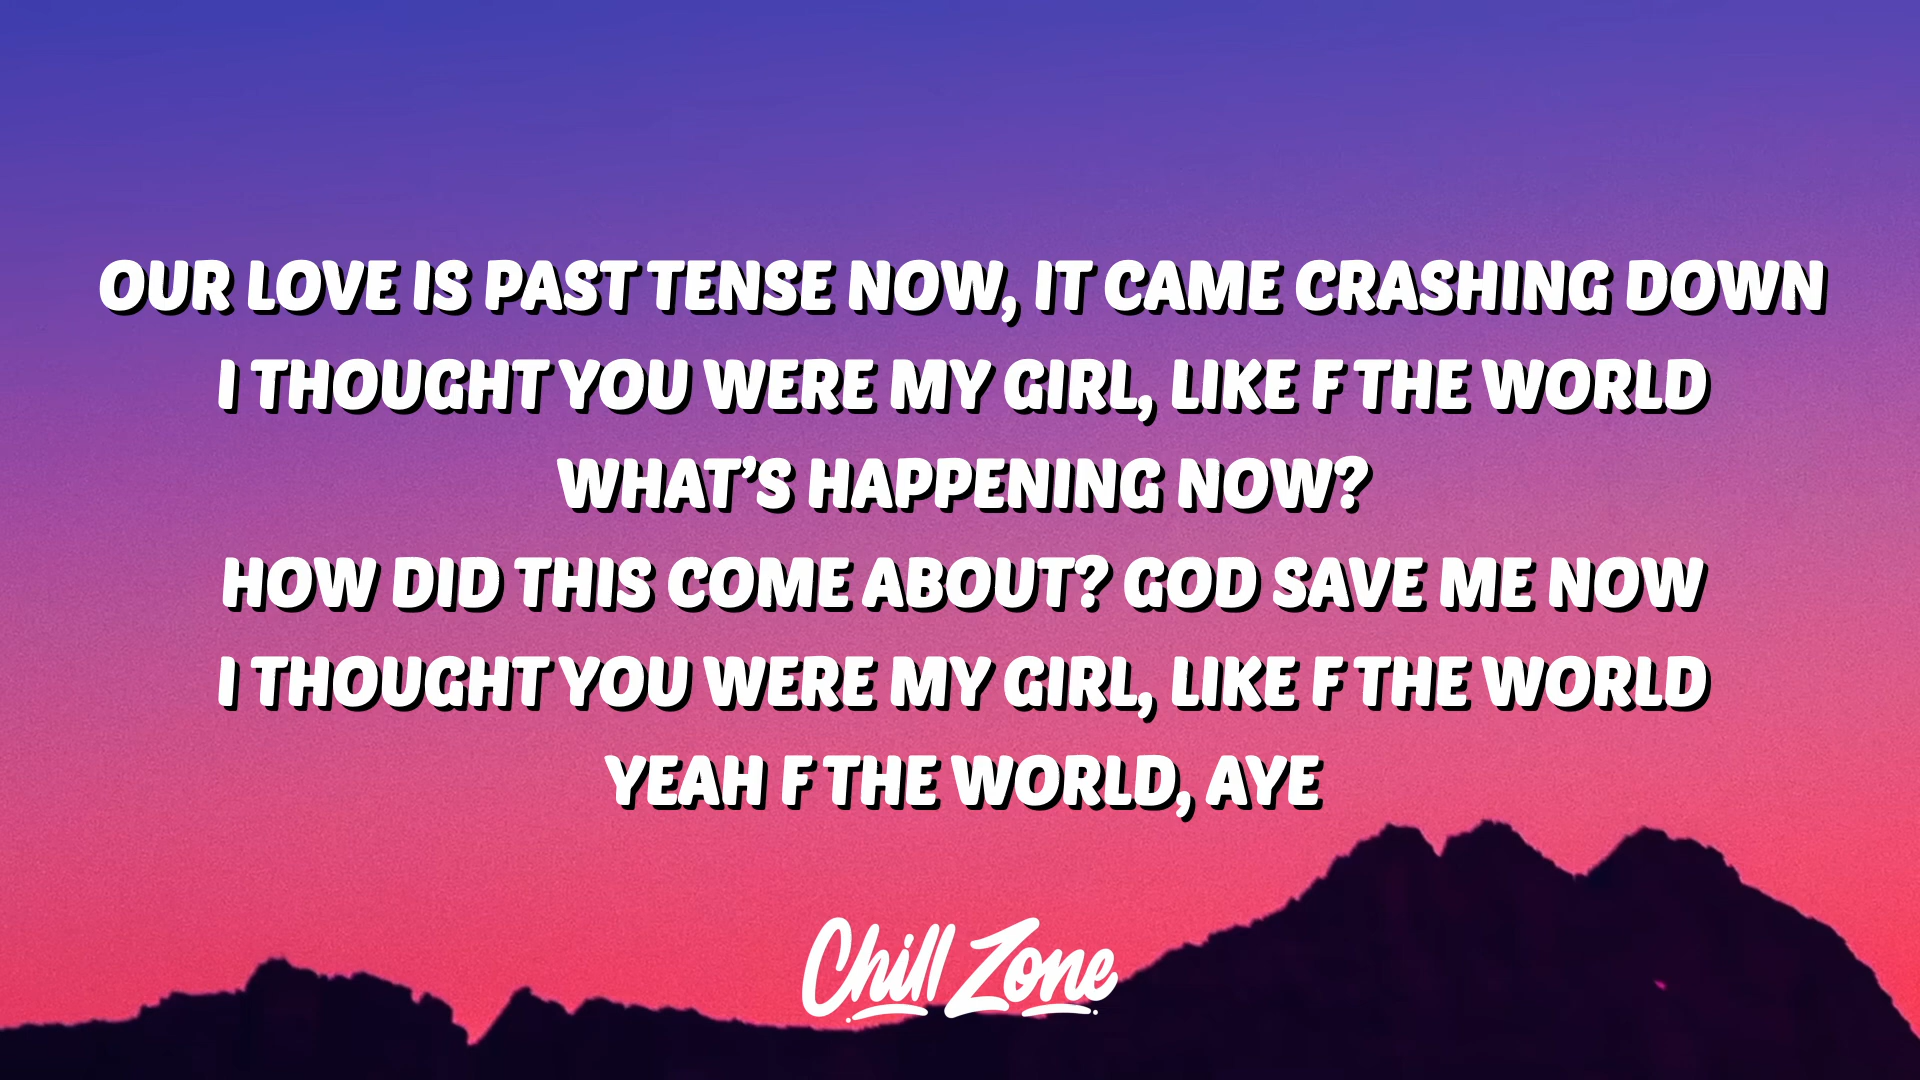 OUR LOVE IS PAST TENSE NOW, IT CAME CRASHING DOWN
I THOUGHT YOU WERE MY GIRL, LIKE F THE WORLD
WHAT’S HAPPENING NOW?
HOW DID THIS COME ABOUT? GOD SAVE ME NOW
I THOUGHT YOU WERE MY GIRL, LIKE F THE WORLD
YEAH F THE WORLD, AYE
Chill Zone